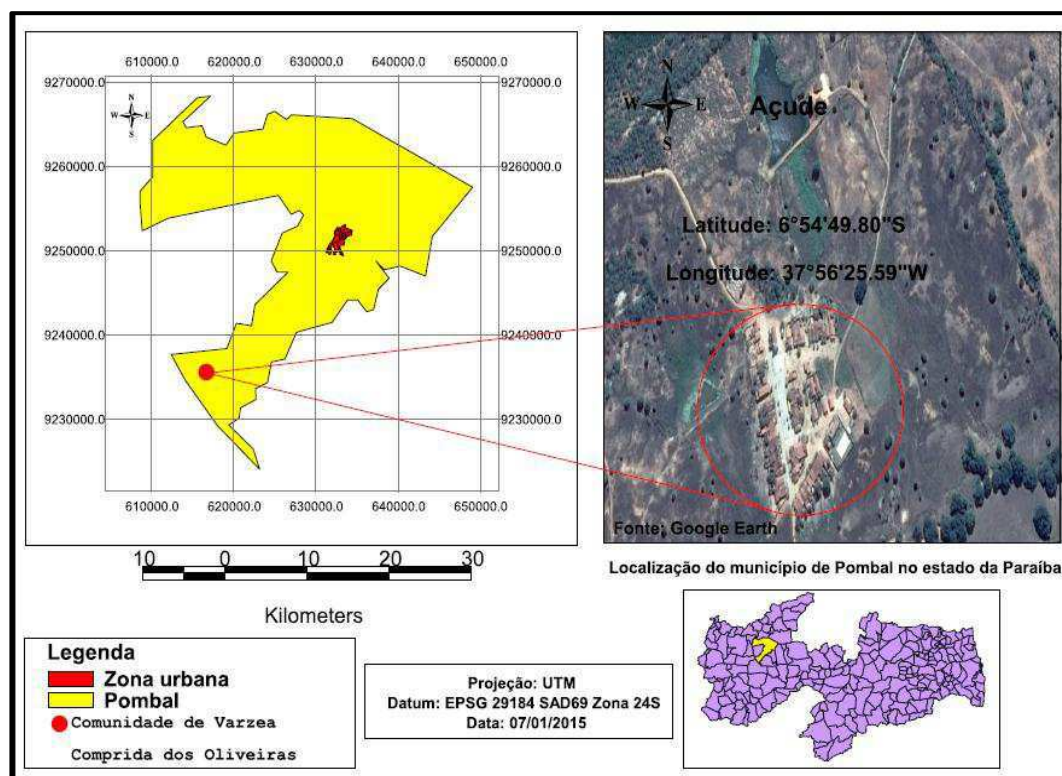 610000.0 620000.0 630000.0 640000.0 650000.0
9270000.0 9270000.0
9260000.0 9260000.0
9250000.0 9250000.0
9240000.0 9240000.0
9230000.0 9230000.0
610000.0 620000.0 630000.0 640000.0 650000.0
N
W E
S
N
W E
S
Açude
Latitude: 6°54'49.80"S
Longitude: 37°56'25.59"W
Fonte: Google Earth
10 0 10 20 30
Kilometers
Localização do município de Pombal no estado da Paraíba
Legenda
Zona urbana
Pombal
Comunidade de Varzea
Comprida dos Oliveiras
Projeção: UTM
Datum: EPSG 29184 SAD69 Zona 24S
Data: 07/01/2015